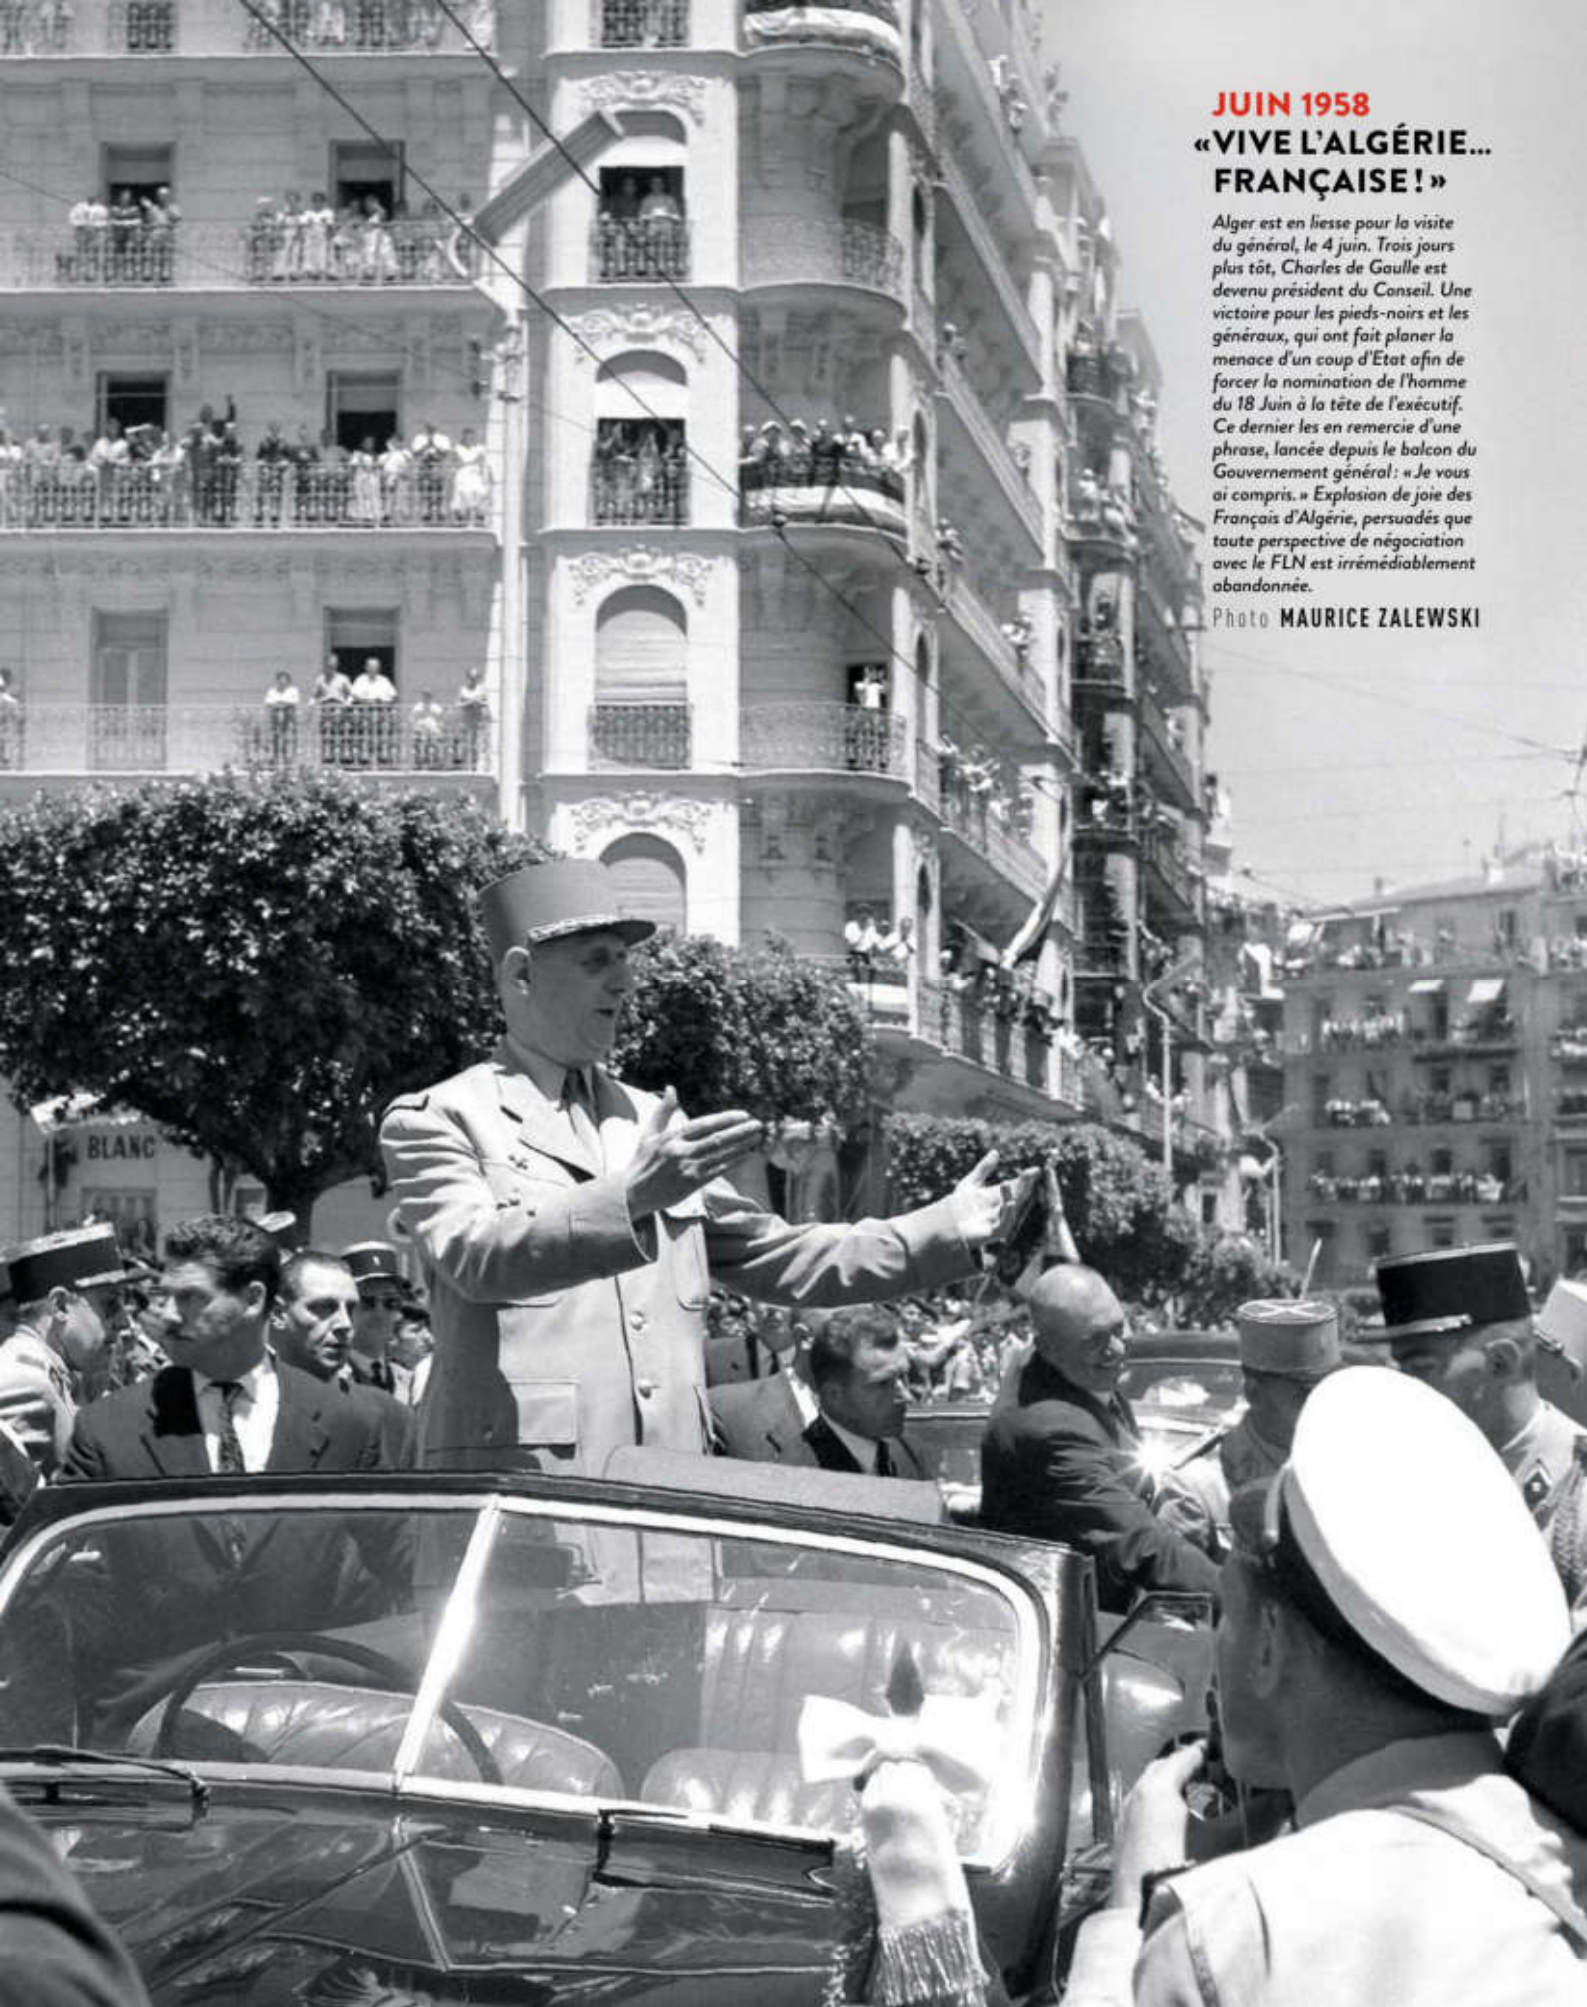 JUIN 1958
«VIVE L'ALGÉRIE...
FRANÇAISE!»
Alger est en liesse pour la visite
du général, le 4 juin. Trois jours
plus tôt, Charles de Gaulle est
devenu président du Conseil. Une
victoire pour les pieds-noirs et les
généraux, qui ont fait planer la
menace d'un coup d'Etat afin de
forcer la nomination de l'homme
du 18 Juin à la tête de l'exécutif.
Ce dernier les en remercie d'une
phrase, lancée depuis le balcon du
Gouvernement général: «Je vous
ai compris.» Explosion de joie des
Français d'Algérie, persuadés que
toute perspective de négociation
avec le FLN est irrémédiablement
abandonnée.
Photo MAURICE ZALEWSKI
BLANC